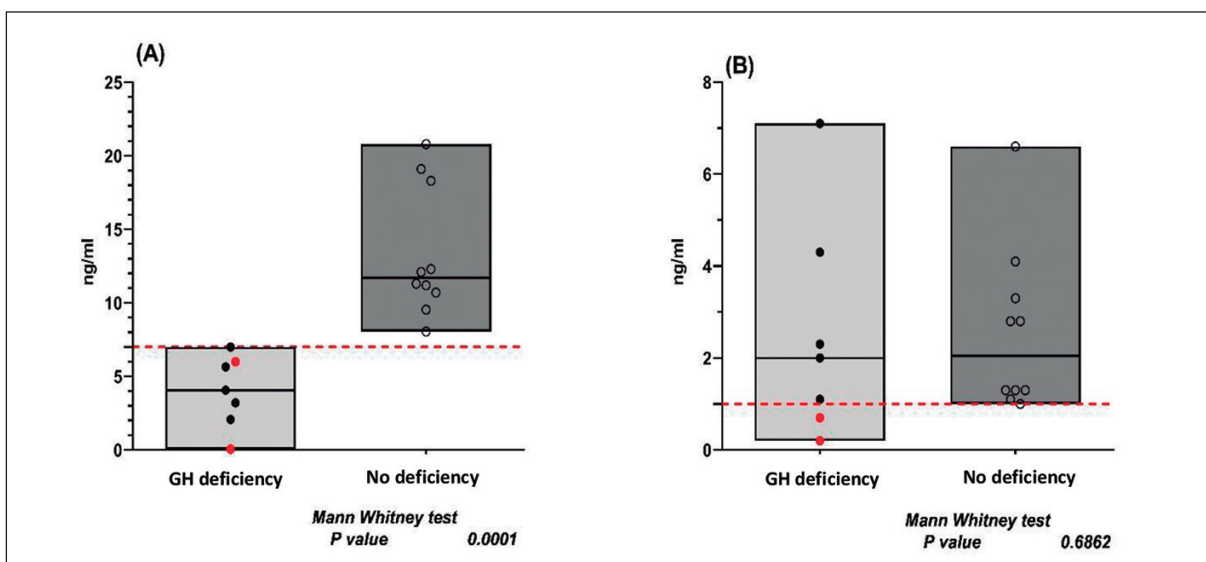 (A)
25
20
15
10
5
0
ng/ml
GH deficiency
No deficiency
Mann Whitney test
P value 0.0001
(B)
8
6
4
2
0
ng/ml
GH deficiency
No deficiency
Mann Whitney test
P value 0.6862